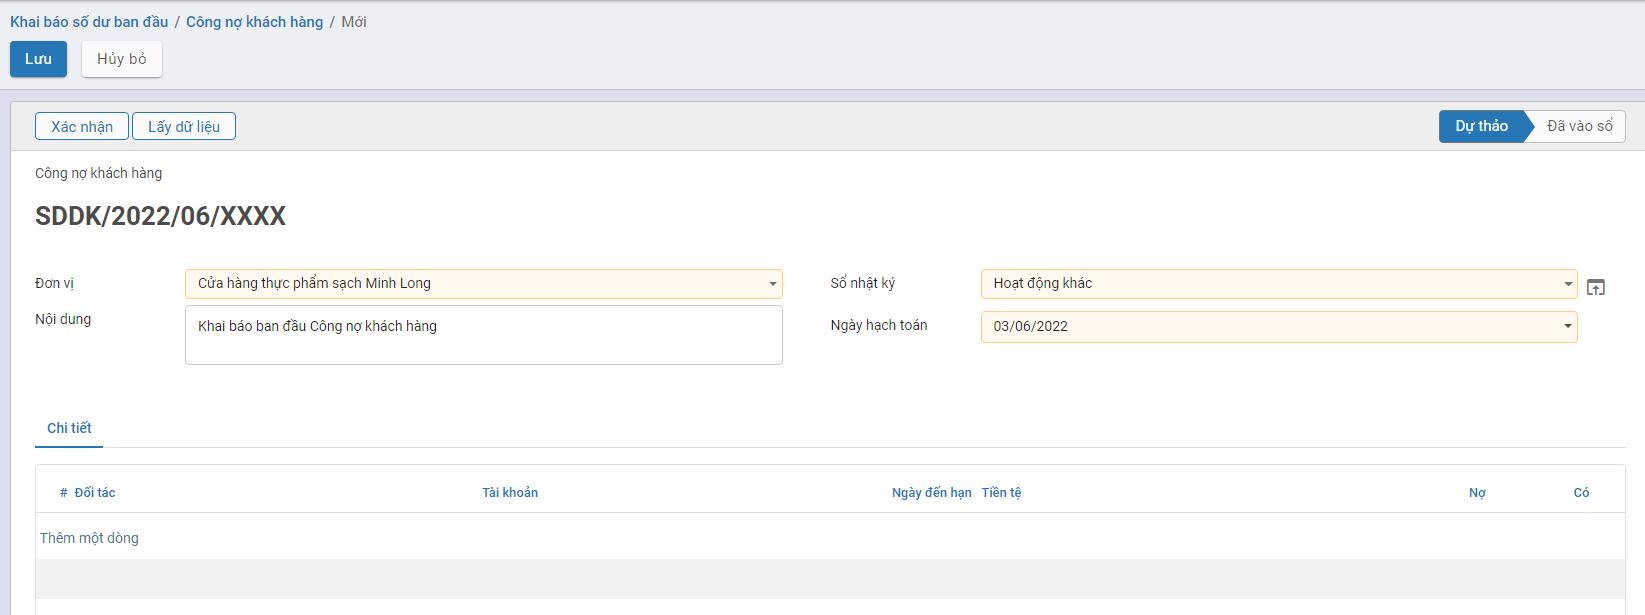 Khai báo số dư ban đầu / Công nợ khách hàng / Mới
Lưu Hủy bỏ
Xác nhận Lấy dữ liệu Dự thảo Đã vào sổ
Công nợ khách hàng
SDDK/2022/06/XXXX
Đơn vị Cửa hàng thực phẩm sạch Minh Long Sổ nhật ký Hoạt động khác
Nội dung Khai báo ban đầu Công nợ khách hàng Ngày hạch toán 03/06/2022
Chi tiết
# Đối tác Tài khoản Ngày đến hạn Tiền tệ Nợ Có
Thêm một dòng